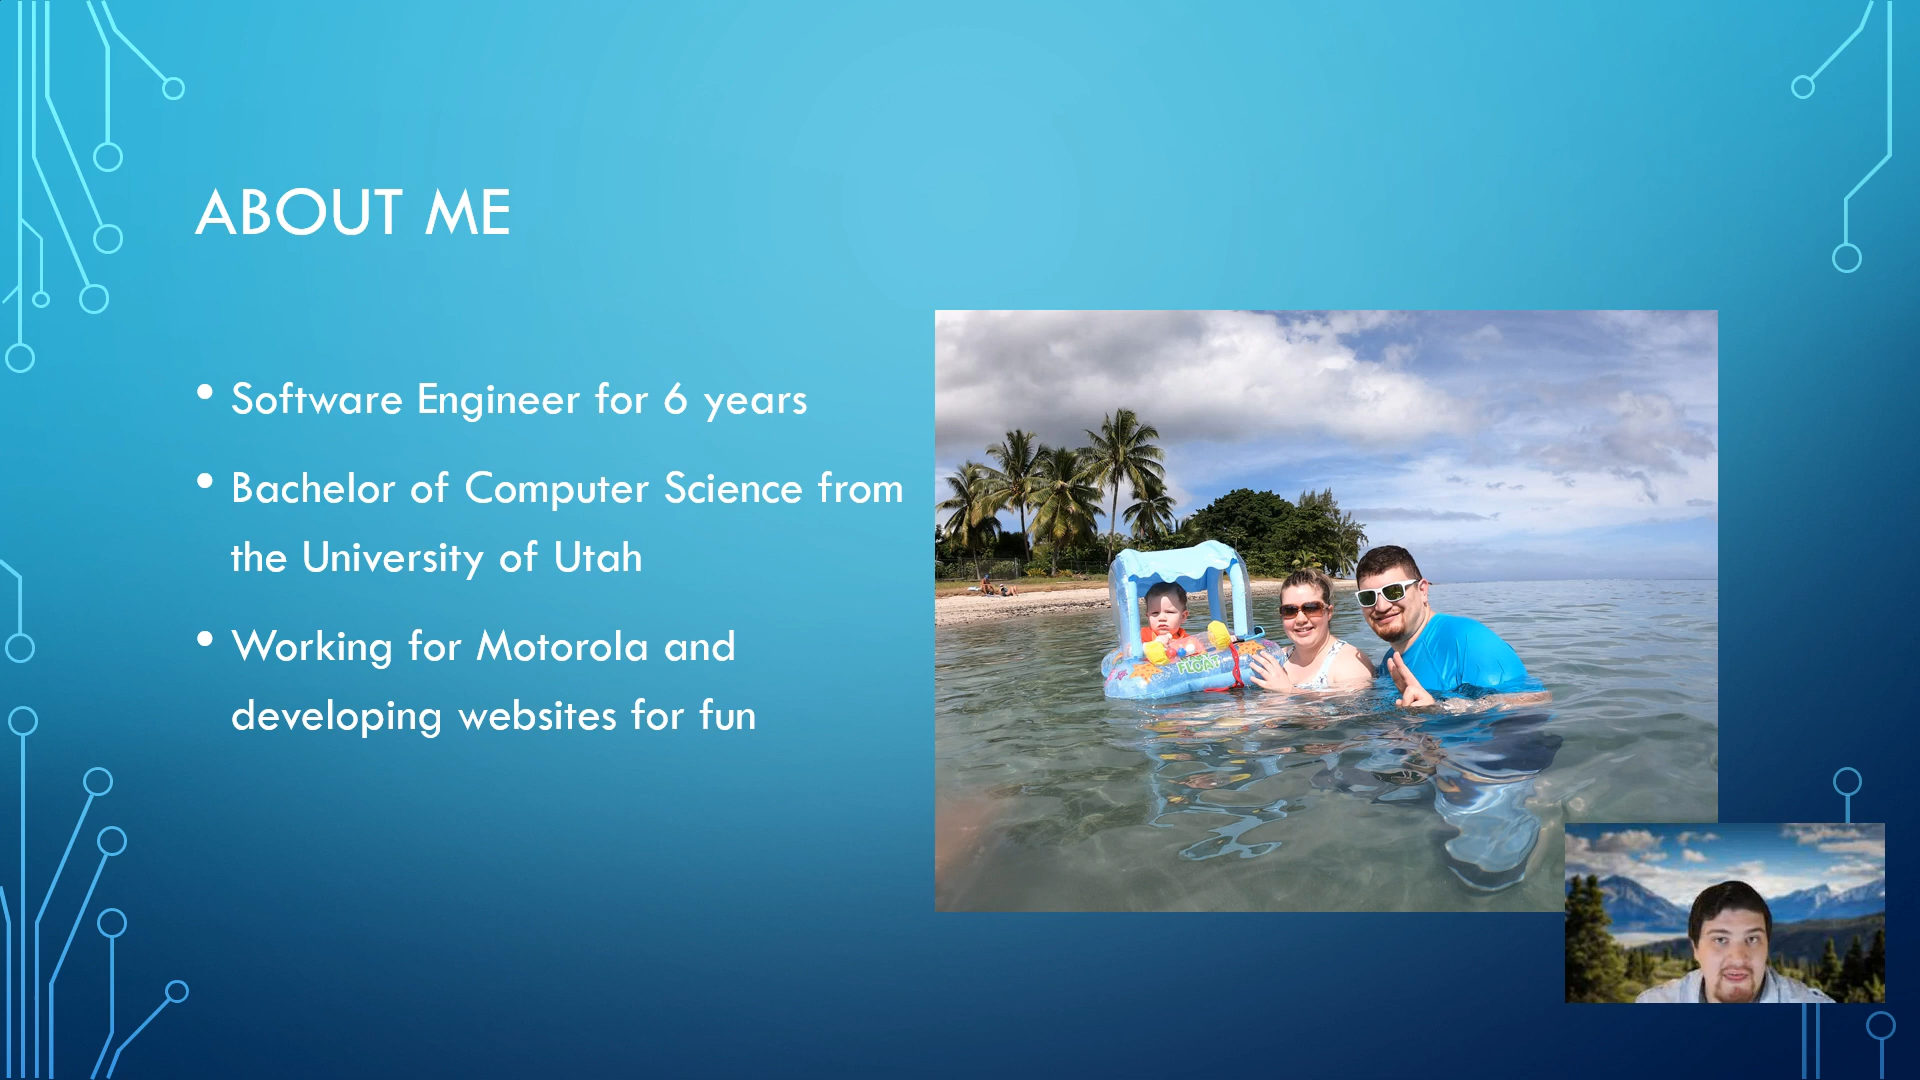 ABOUT ME
• Software Engineer for 6 years
• Bachelor of Computer Science from
the University of Utah
• Working for Motorola and
developing websites for fun
FLOAT